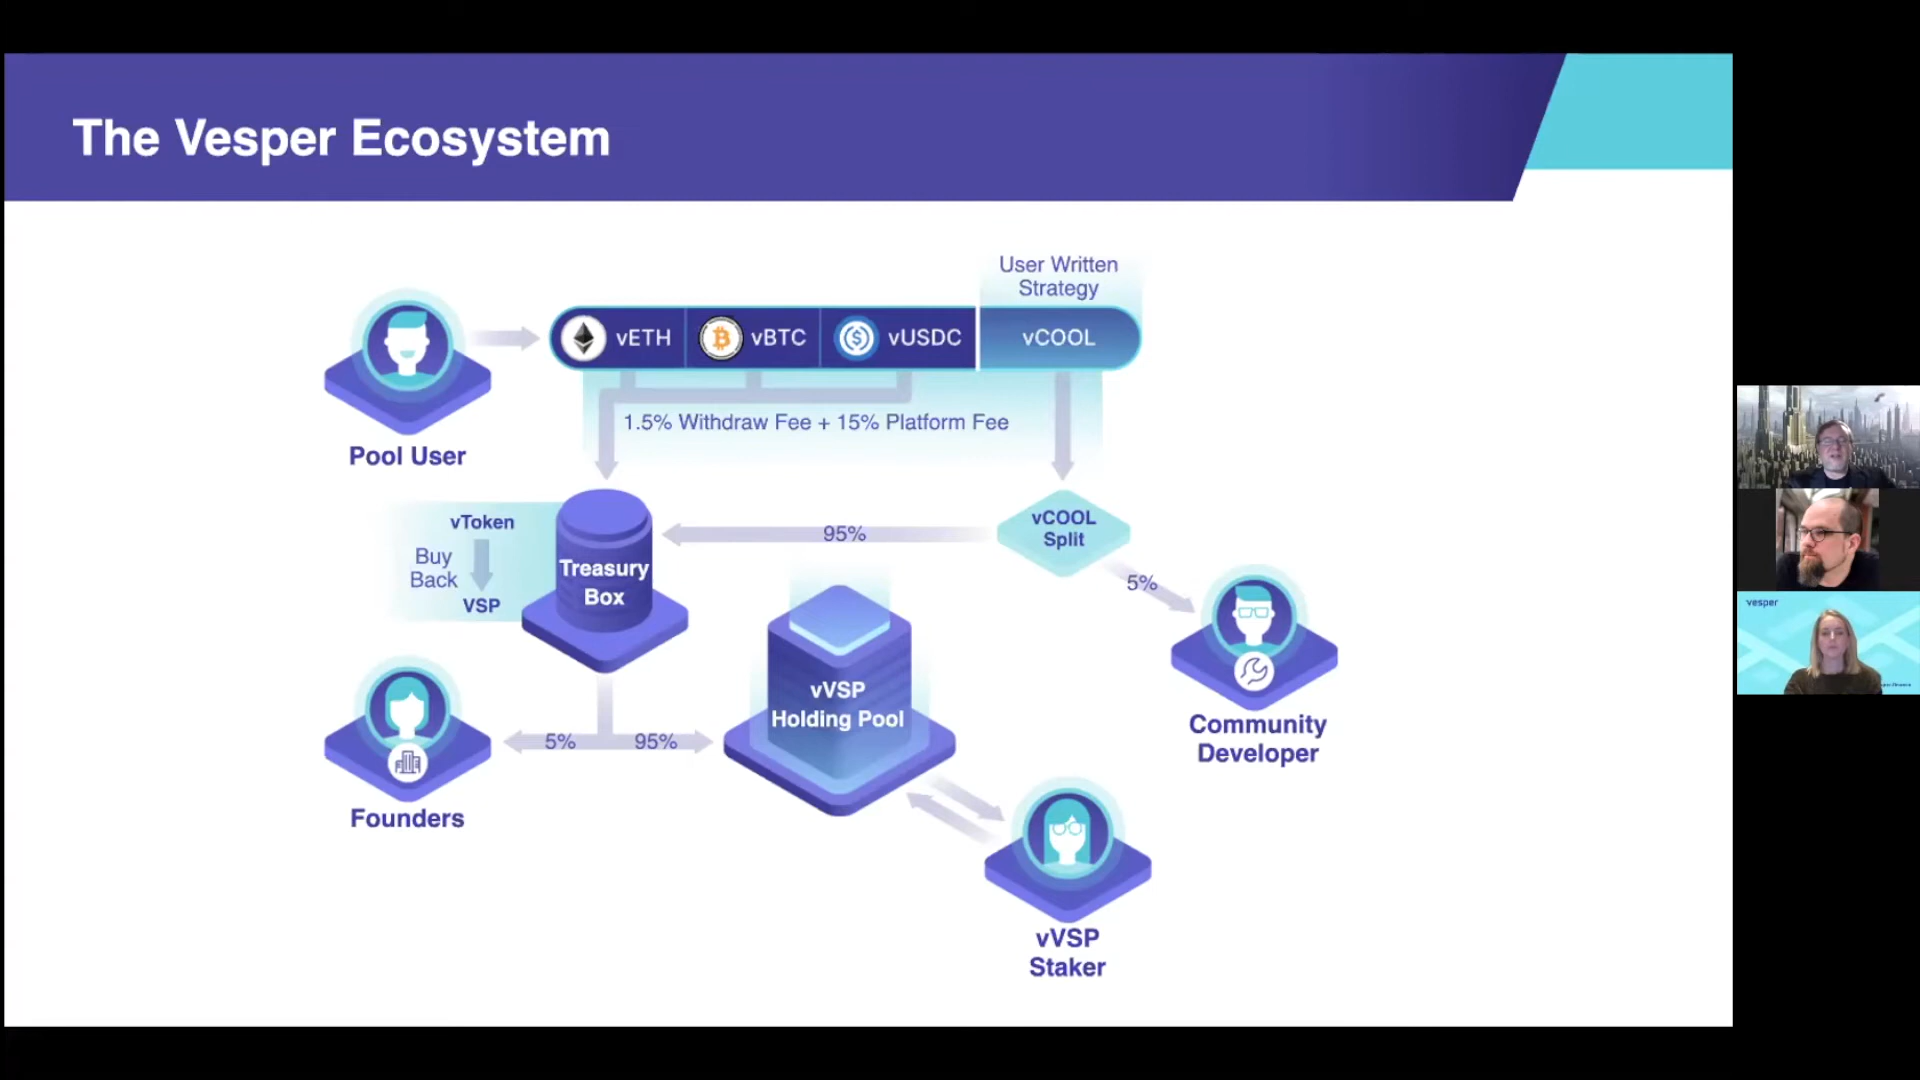 The Vesper Ecosystem
User Written
Strategy
vETH
vBTC
vUSDC
vCOOL
1.5% Withdraw Fee + 15% Platform Fee
Pool User
vToken
Buy
Back
VSP
Treasury
Box
95%
vCOOL
Split
5%
vVSP
Holding Pool
Community
Developer
5%
95%
Founders
vVSP
Staker
vesper